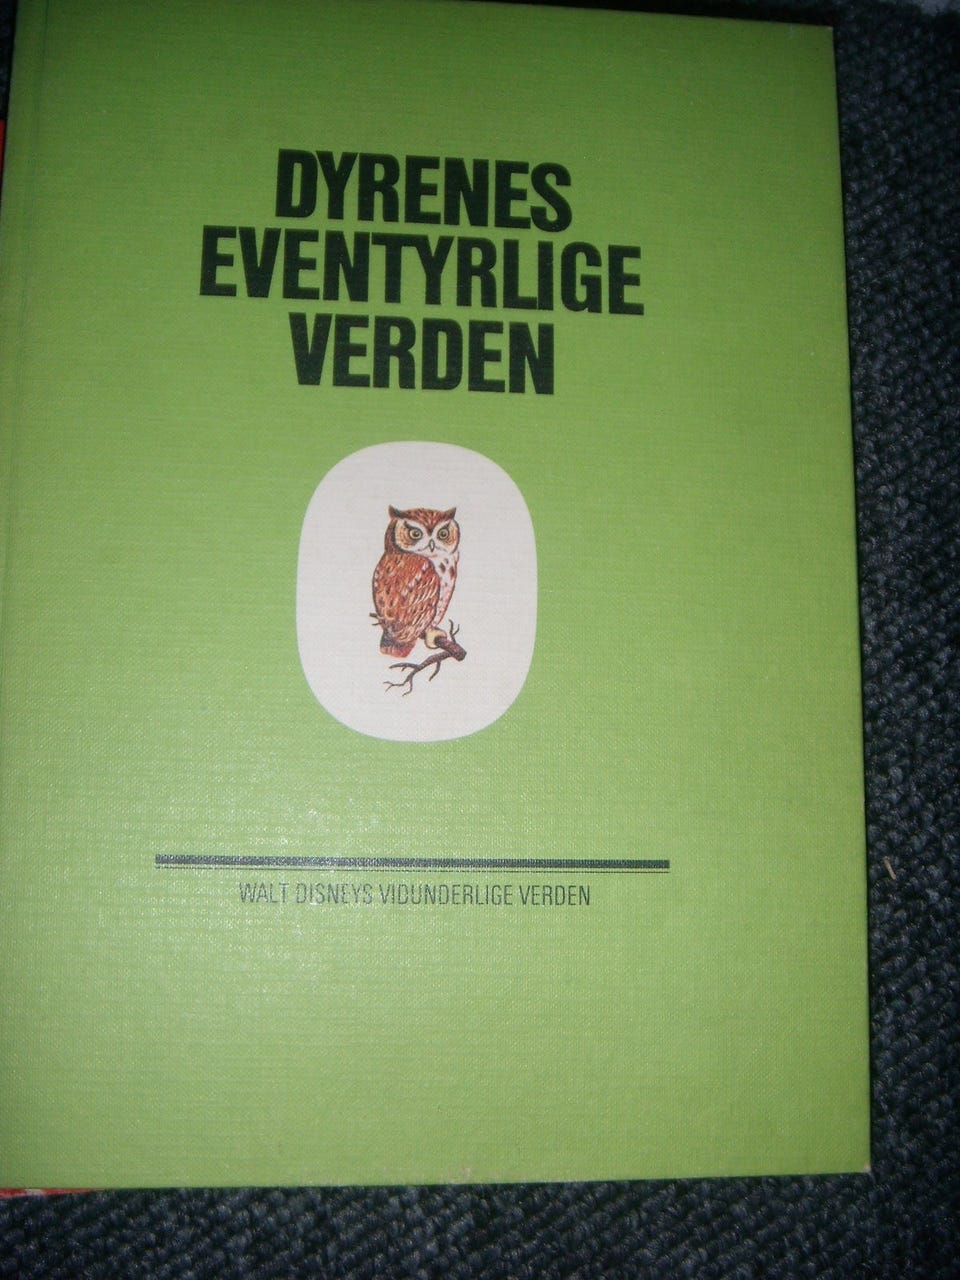 DYRENES
EVENTYRLIGE
VERDEN
WALT DISNEYS VIDUNDERLIGE VERDEN